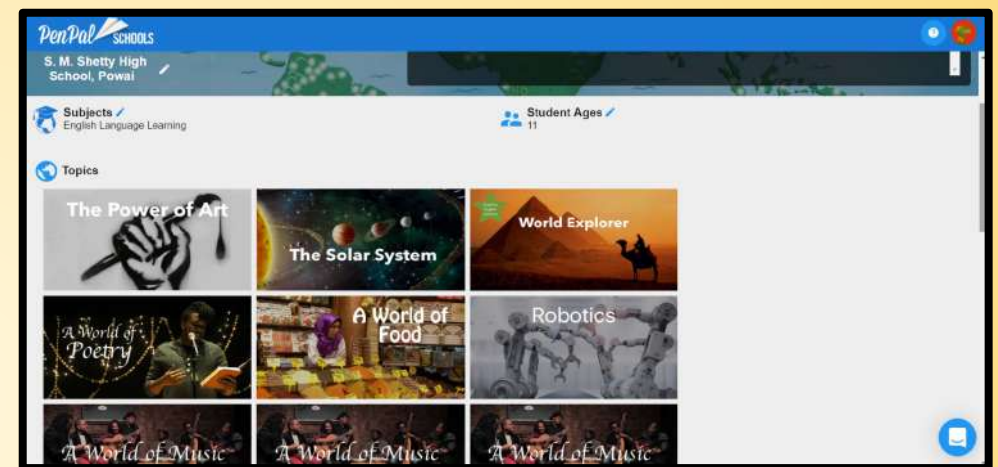 PenPal SCHOOLS
S. M. Shetty High
School, Powai
Subjects
English Language Learning
Student Ages
11
Topics
The Power of Art
The Solar System
World Explorer
A World of
Poetry
A World of
Food
Robotics
A World of Music
A World of Music
A World of Music